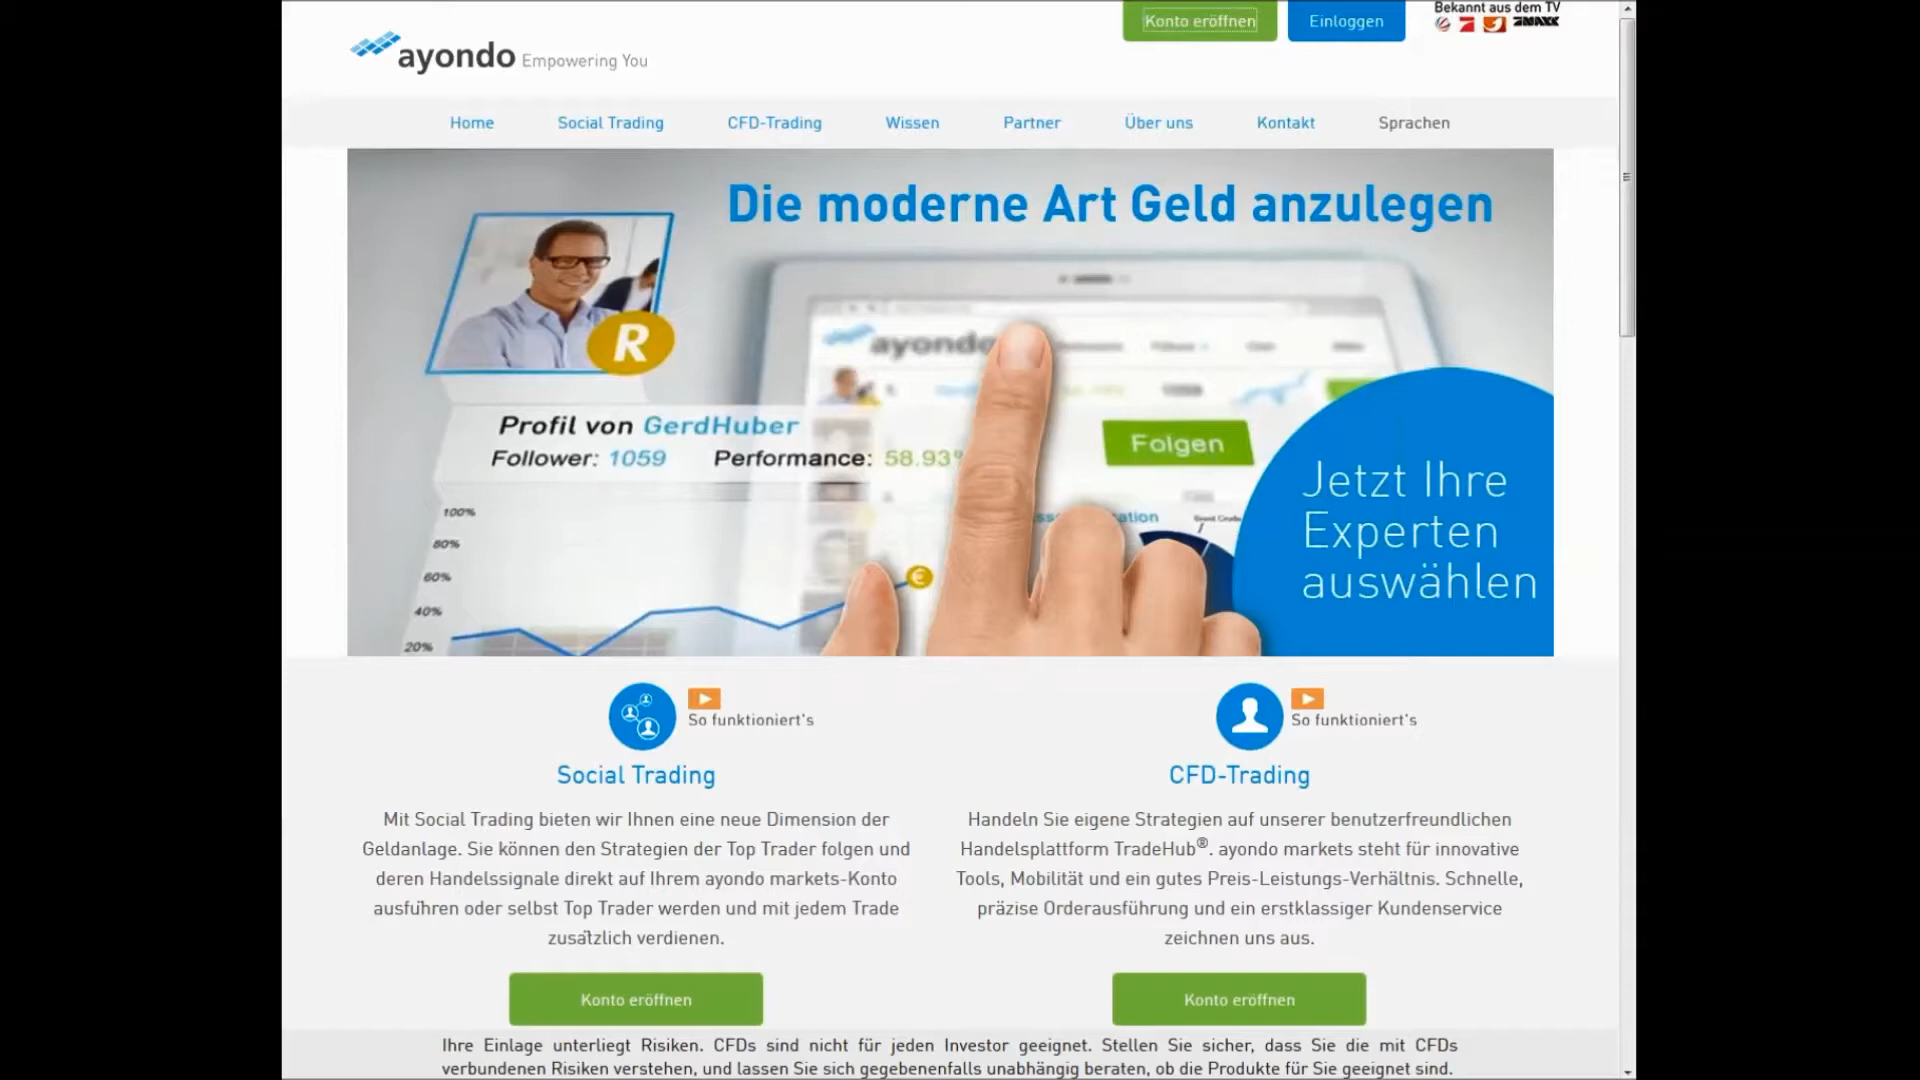 Konto eröffnen
Einloggen
Bekannt aus dem TV
ayondo Empowering You
Home Social Trading CFD-Trading Wissen Partner Über uns Kontakt Sprachen
Die moderne Art Geld anzulegen
R
ayondo
Profil von GerdHuber
Follower: 1059 Performance: 58.93%
Folgen
100%
80%
60%
40%
20%
€
Jetzt Ihre
Experten
auswählen
So funktioniert's
Social Trading
Mit Social Trading bieten wir Ihnen eine neue Dimension der
Geldanlage. Sie können den Strategien der Top Trader folgen und
deren Handelssignale direkt auf Ihrem ayondo markets-Konto
ausführen oder selbst Top Trader werden und mit jedem Trade
zusätzlich verdienen.
Konto eröffnen
So funktioniert's
CFD-Trading
Handeln Sie eigene Strategien auf unserer benutzerfreundlichen
Handelsplattform TradeHub®. ayondo markets steht für innovative
Tools, Mobilität und ein gutes Preis-Leistungs-Verhältnis. Schnelle,
präzise Orderausführung und ein erstklassiger Kundenservice
zeichnen uns aus.
Konto eröffnen
Ihre Einlage unterliegt Risiken. CFDs sind nicht für jeden Investor geeignet. Stellen Sie sicher, dass Sie die mit CFDs
verbundenen Risiken verstehen, und lassen Sie sich gegebenenfalls unabhängig beraten, ob die Produkte für Sie geeignet sind.